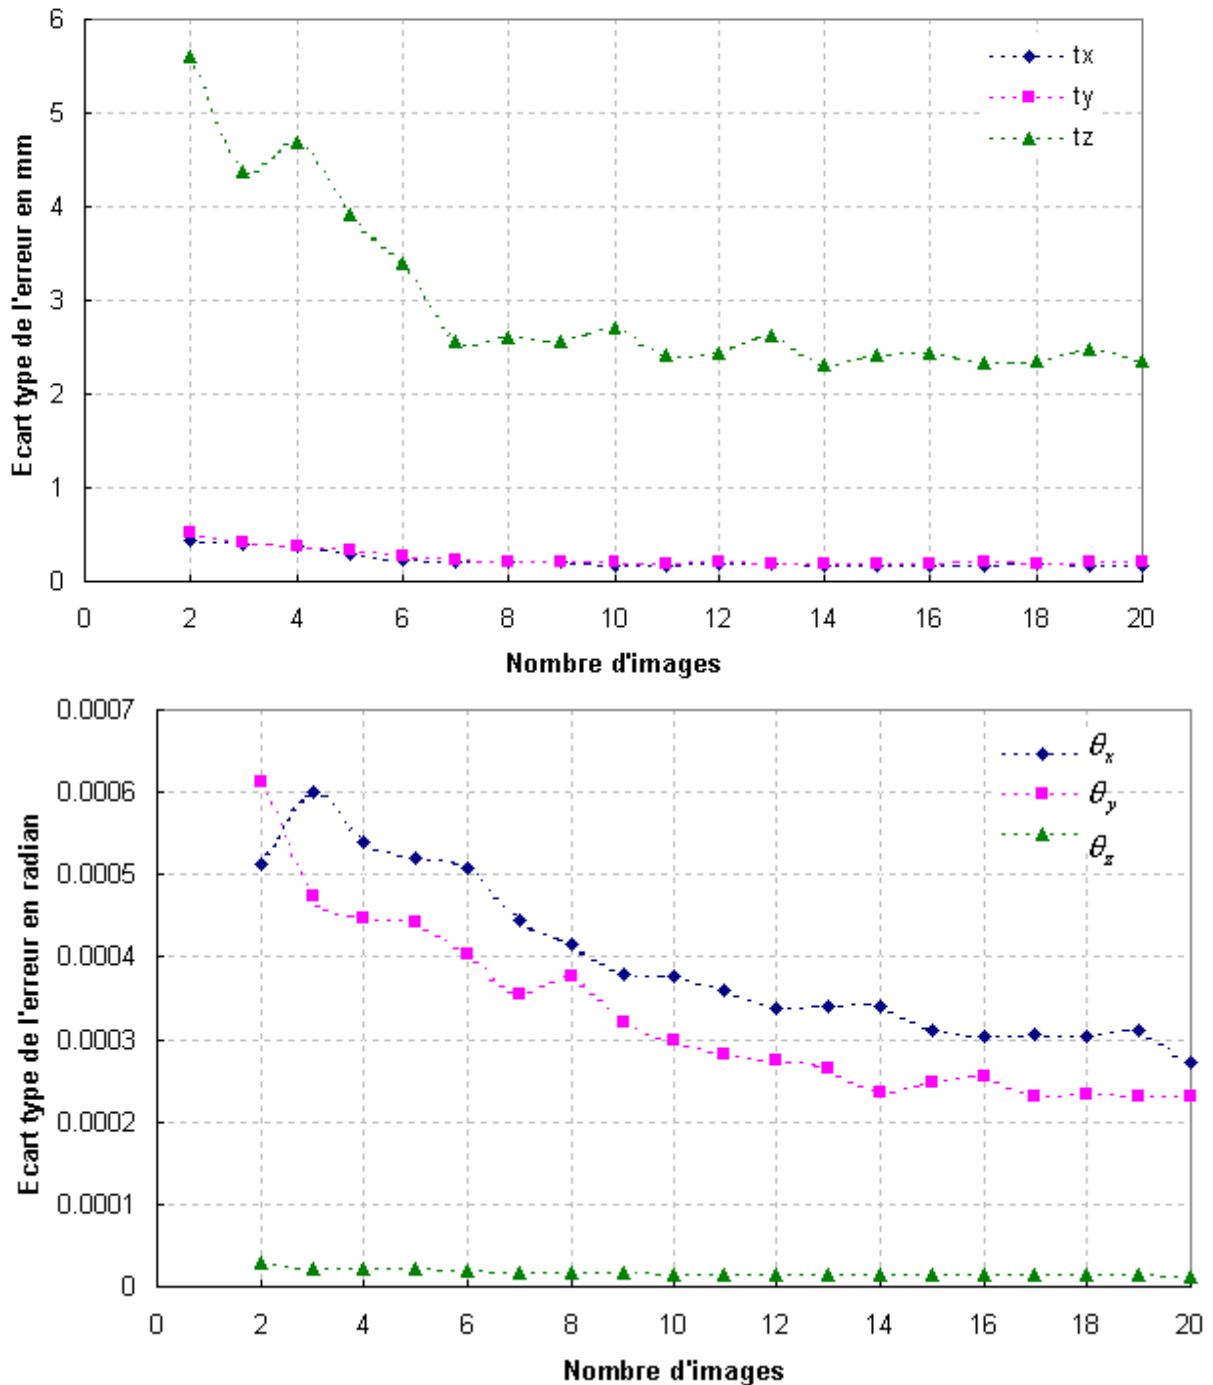 6
5
4
3
2
1
0
Ecart type de l'erreur en mm
tx
ty
tz
0 2 4 6 8 10 12 14 16 18 20
Nombre d'images
0.0007
0.0006
0.0005
0.0004
0.0003
0.0002
0.0001
0
Ecart type de l'erreur en radian
θx
θy
θz
0 2 4 6 8 10 12 14 16 18 20
Nombre d'images